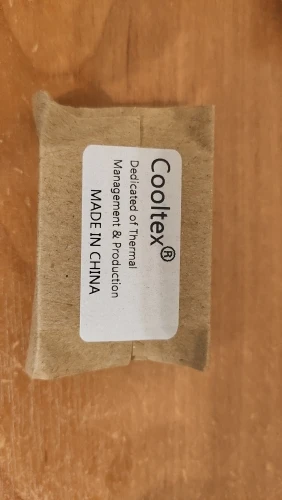 Cooltex®
Dedicated of Thermal
Management & Production
MADE IN CHINA